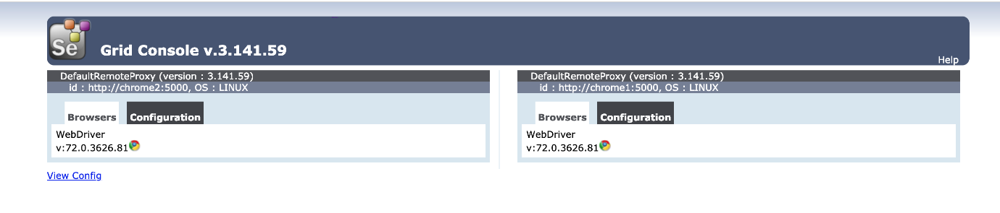 Se
Grid Console v.3.141.59
Help
DefaultRemoteProxy (version : 3.141.59)
id : http://chrome2:5000, OS : LINUX
Browsers Configuration
WebDriver
v:72.0.3626.81
DefaultRemoteProxy (version : 3.141.59)
id : http://chrome1:5000, OS : LINUX
Browsers Configuration
WebDriver
v:72.0.3626.81
View Config